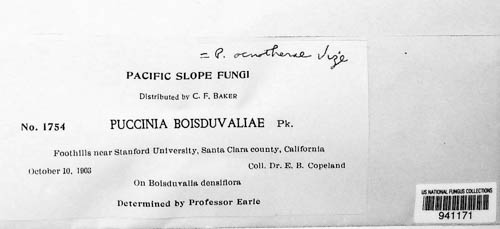 = P. oenotherae Vize
PACIFIC SLOPE FUNGI
Distributed by C. F. BAKER
No. 1754 PUCCINIA BOISDUVALIAE Pk.
Foothills near Stanford University, Santa Clara county, California
October 10, 1903 Coll. Dr. E. B. Copeland
On Boisduvalia densiflora
Determined by Professor Earle
US NATIONAL FUNGUS COLLECTIONS
941171